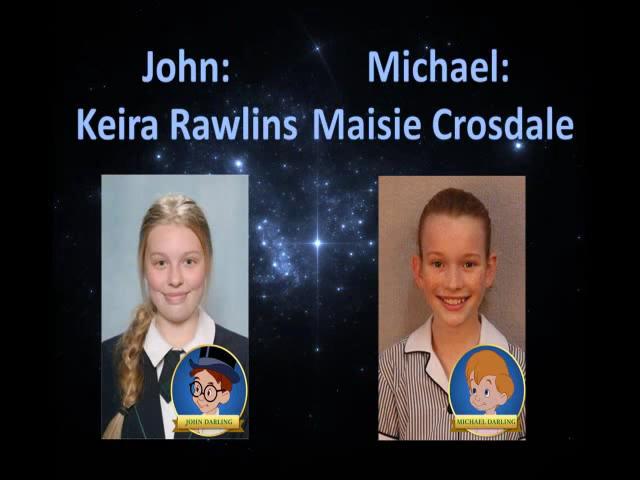 John:
Michael:
Keira Rawlins
Maisie Crosdale
JOHN DARLING
MICHAEL DARLING